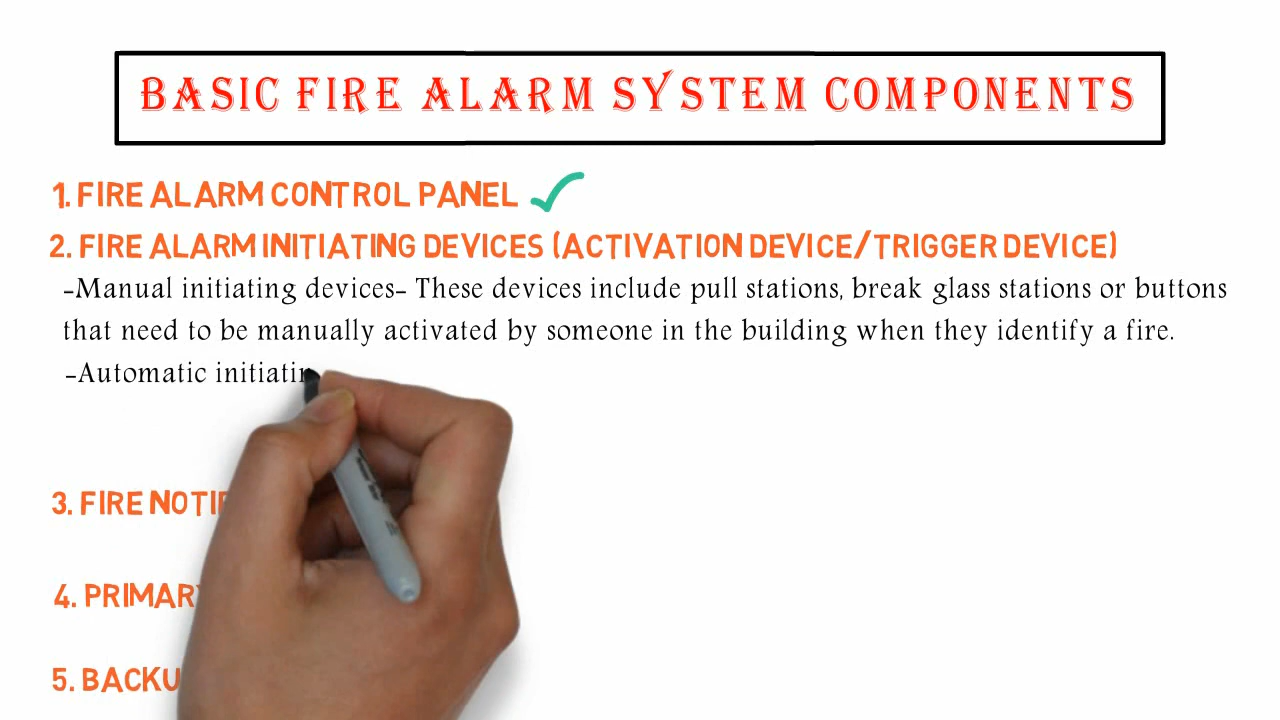 BASIC FIRE ALARM SYSTEM COMPONENTS
1. FIRE ALARM CONTROL PANEL
2. FIRE ALARM INITIATING DEVICES (ACTIVATION DEVICE/TRIGGER DEVICE)
-Manual initiating devices- These devices include pull stations, break glass stations or buttons
that need to be manually activated by someone in the building when they identify a fire.
-Automatic
3. FIRE
4.
5.